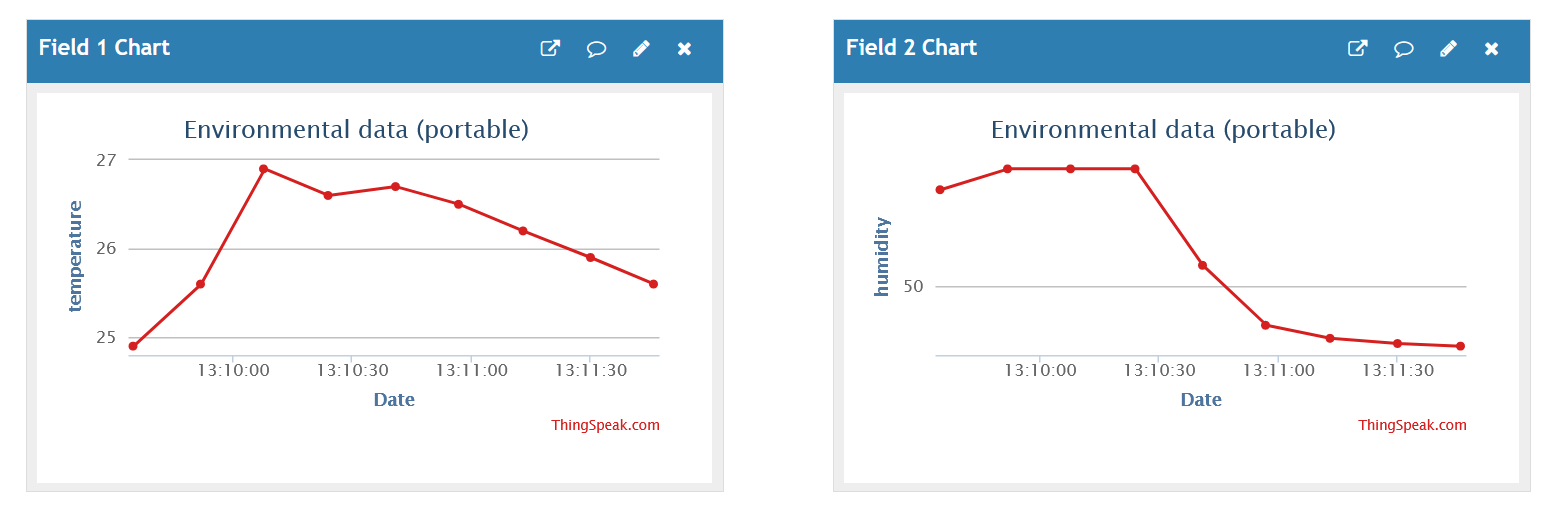 Field 1 Chart
Environmental data (portable)
27
26
25
temperature
13:10:00 13:10:30 13:11:00 13:11:30
Date
ThingSpeak.com
Field 2 Chart
Environmental data (portable)
50
humidity
13:10:00 13:10:30 13:11:00 13:11:30
Date
ThingSpeak.com